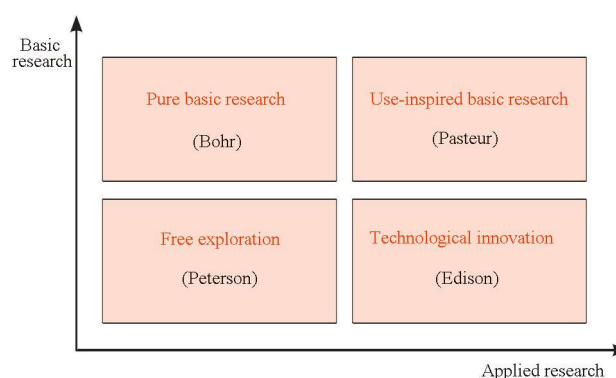 Basic
research
Pure basic research
(Bohr)
Use-inspired basic research
(Pasteur)
Free exploration
(Peterson)
Technological innovation
(Edison)
Applied research